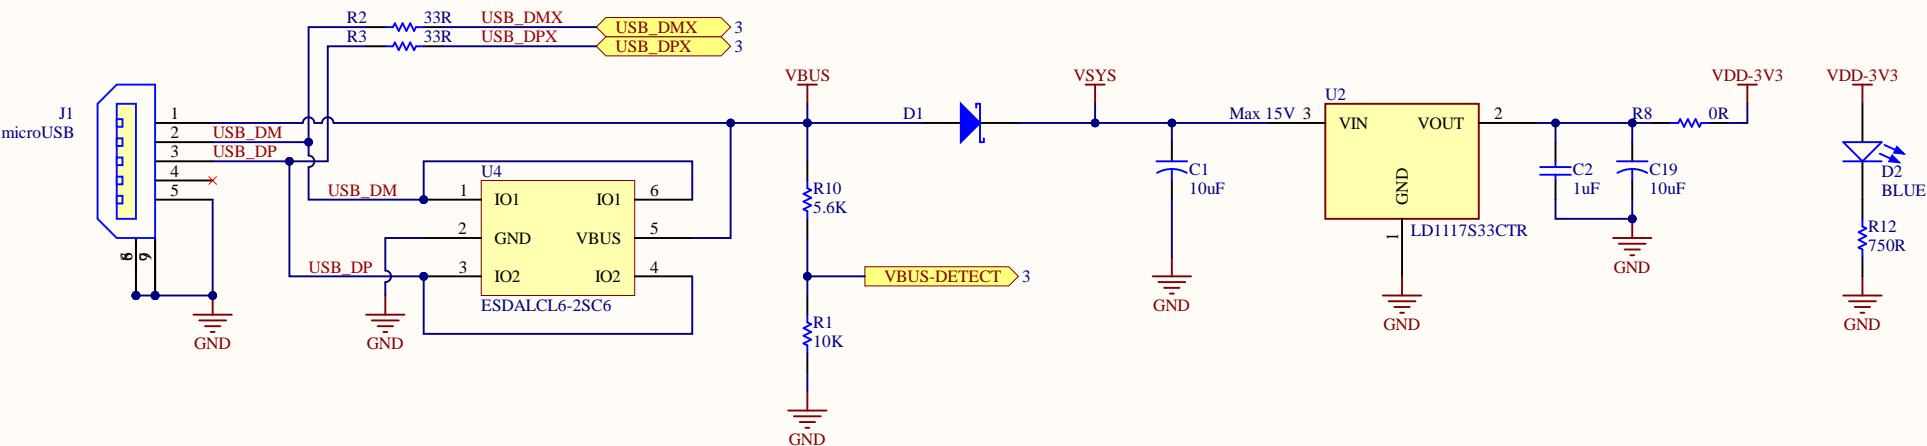 R2 33R USB_DMX USB_DMX 3
R3 33R USB_DPX USB_DPX 3
J1
microUSB
1
2 USB_DM
3 USB_DP
4
5
8 6 9 7
GND
USB_DM
USB_DP
U4
1 IO1 IO1 6
2 GND VBUS 5
3 IO2 IO2 4
ESDALCL6-2SC6
GND
VBUS
R10
5.6K
VBUS-DETECT 3
R1
10K
GND
D1
VSYS
C1
10uF
GND
U2
Max 15V 3 VIN VOUT 2
GND
1
LD1117S33CTR
GND
C2
1uF
C19
10uF
GND
R8 0R
VDD-3V3
VDD-3V3
D2
BLUE
R12
750R
GND